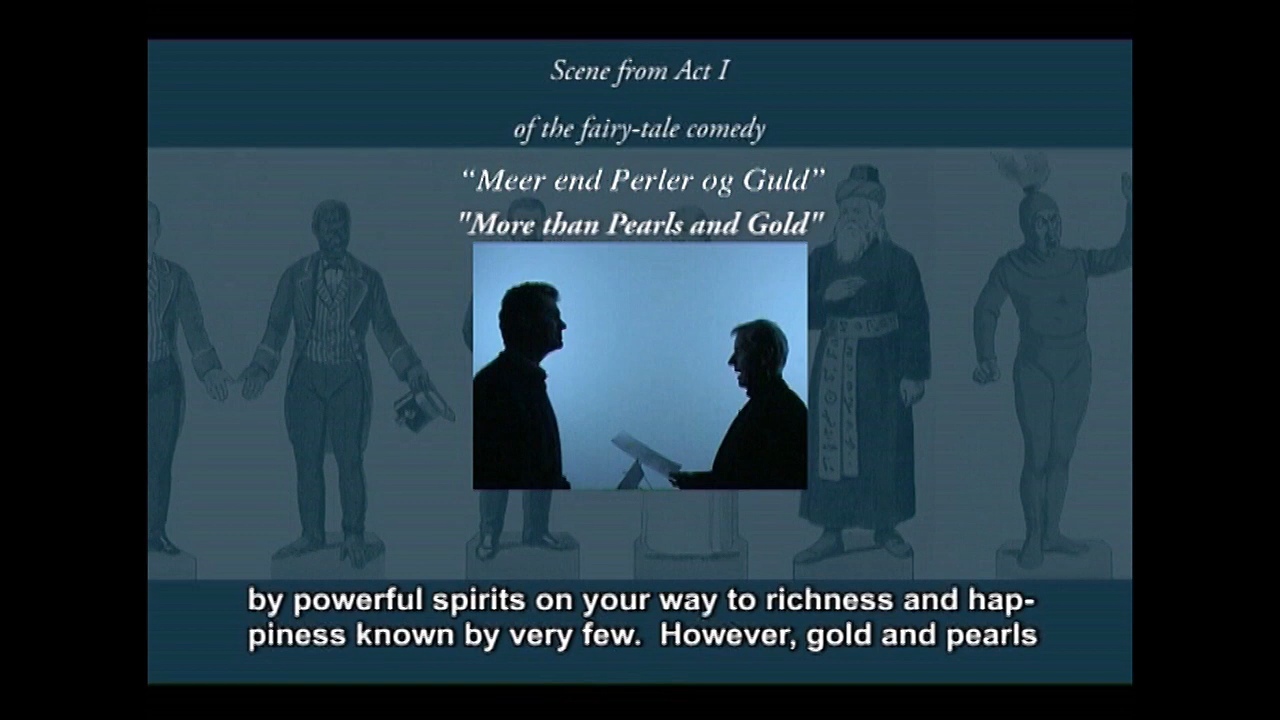 Scene from Act I
of the fairy-tale comedy
“Meer end Perler og Guld”
"More than Pearls and Gold"
by powerful spirits on your way to richness and hap-
piness known by very few.  However, gold and pearls